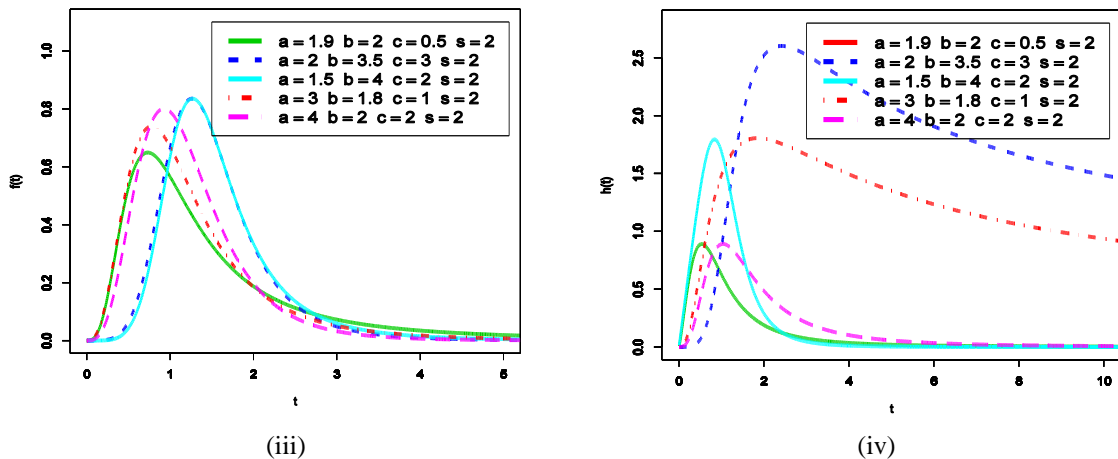 a=1.9 b=2 c=0.5 s=2
a=2 b=3.5 c=3 s=2
a=1.5 b=4 c=2 s=2
a=3 b=1.8 c=1 s=2
a=4 b=2 c=2 s=2
f(t)
0.0 0.2 0.4 0.6 0.8 1.0
0 1 2 3 4 5
t
(iii)
a=1.9 b=2 c=0.5 s=2
a=2 b=3.5 c=3 s=2
a=1.5 b=4 c=2 s=2
a=3 b=1.8 c=1 s=2
a=4 b=2 c=2 s=2
h(t)
0.0 0.5 1.0 1.5 2.0 2.5
0 2 4 6 8 10
t
(iv)